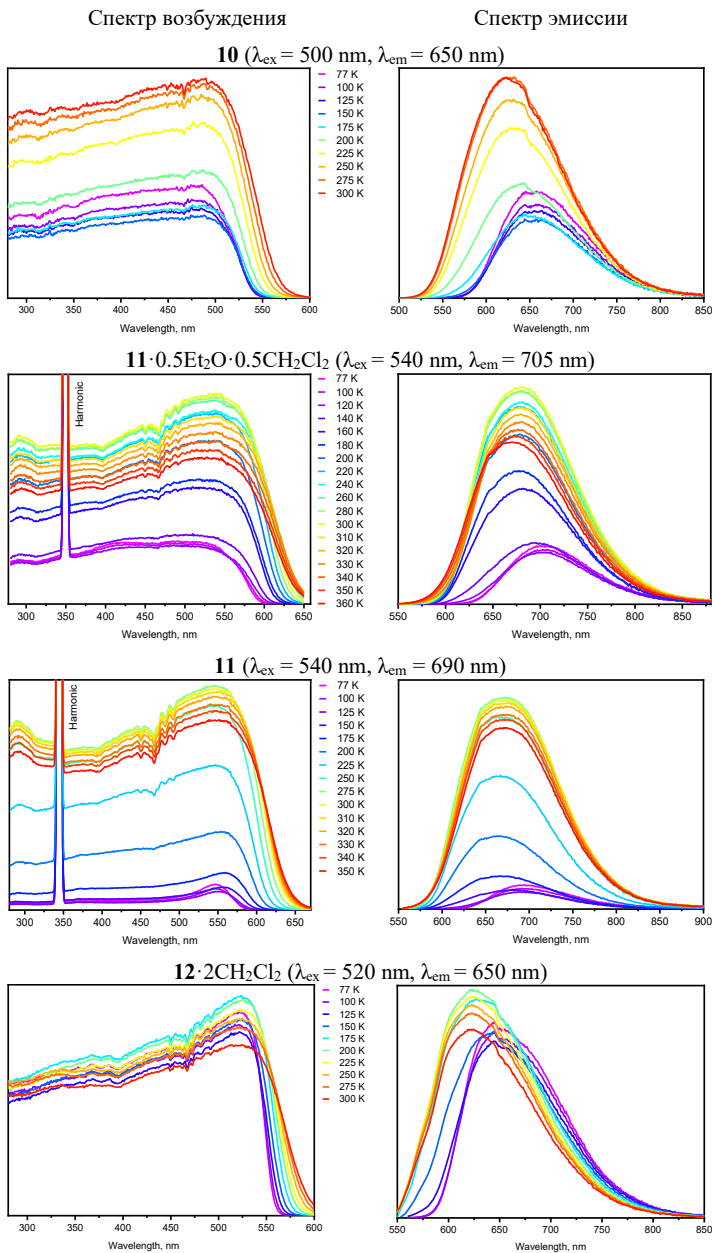 Спектр возбуждения
Спектр эмиссии
10 (λex = 500 nm, λem = 650 nm)
77 K
100 K
125 K
150 K
175 K
200 K
225 K
250 K
275 K
300 K
300 350 400 450 500 550 600
Wavelength, nm
500 550 600 650 700 750 800 850
Wavelength, nm
11·0.5Et₂O·0.5CH₂Cl₂ (λex = 540 nm, λem = 705 nm)
Harmonic
77 K
100 K
120 K
140 K
160 K
180 K
200 K
220 K
240 K
260 K
280 K
300 K
310 K
320 K
330 K
340 K
350 K
360 K
300 350 400 450 500 550 600 650
Wavelength, nm
550 600 650 700 750 800 850
Wavelength, nm
11 (λex = 540 nm, λem = 690 nm)
Harmonic
77 K
100 K
125 K
150 K
175 K
200 K
225 K
250 K
275 K
300 K
310 K
320 K
330 K
340 K
350 K
300 350 400 450 500 550 600 650
Wavelength, nm
550 600 650 700 750 800 850 900
Wavelength, nm
12·2CH₂Cl₂ (λex = 520 nm, λem = 650 nm)
77 K
100 K
125 K
150 K
175 K
200 K
225 K
250 K
275 K
300 K
300 350 400 450 500 550 600
Wavelength, nm
550 600 650 700 750 800 850
Wavelength, nm